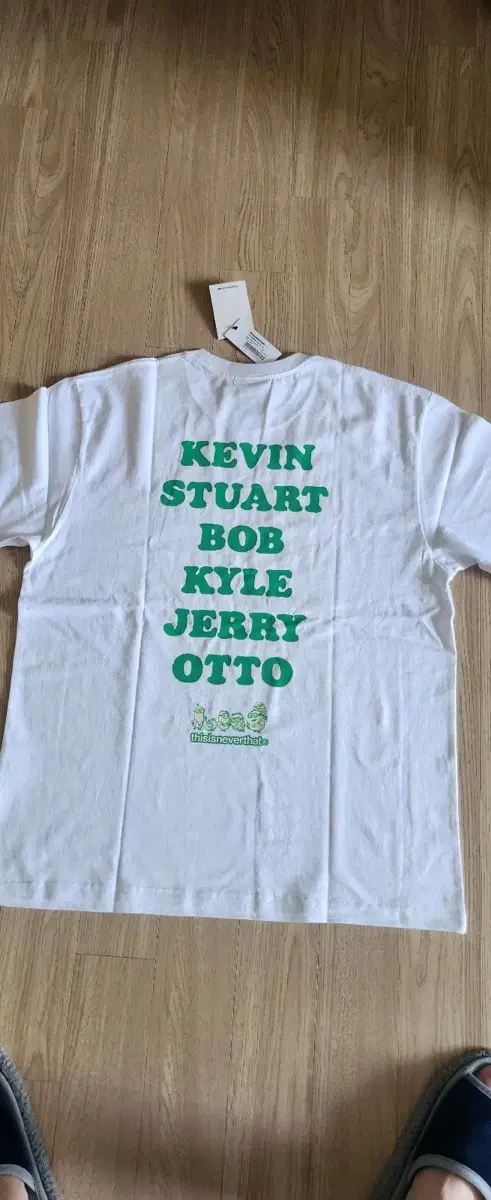 KEVIN
STUART
BOB
KYLE
JERRY
OTTO
thisisneverthat®